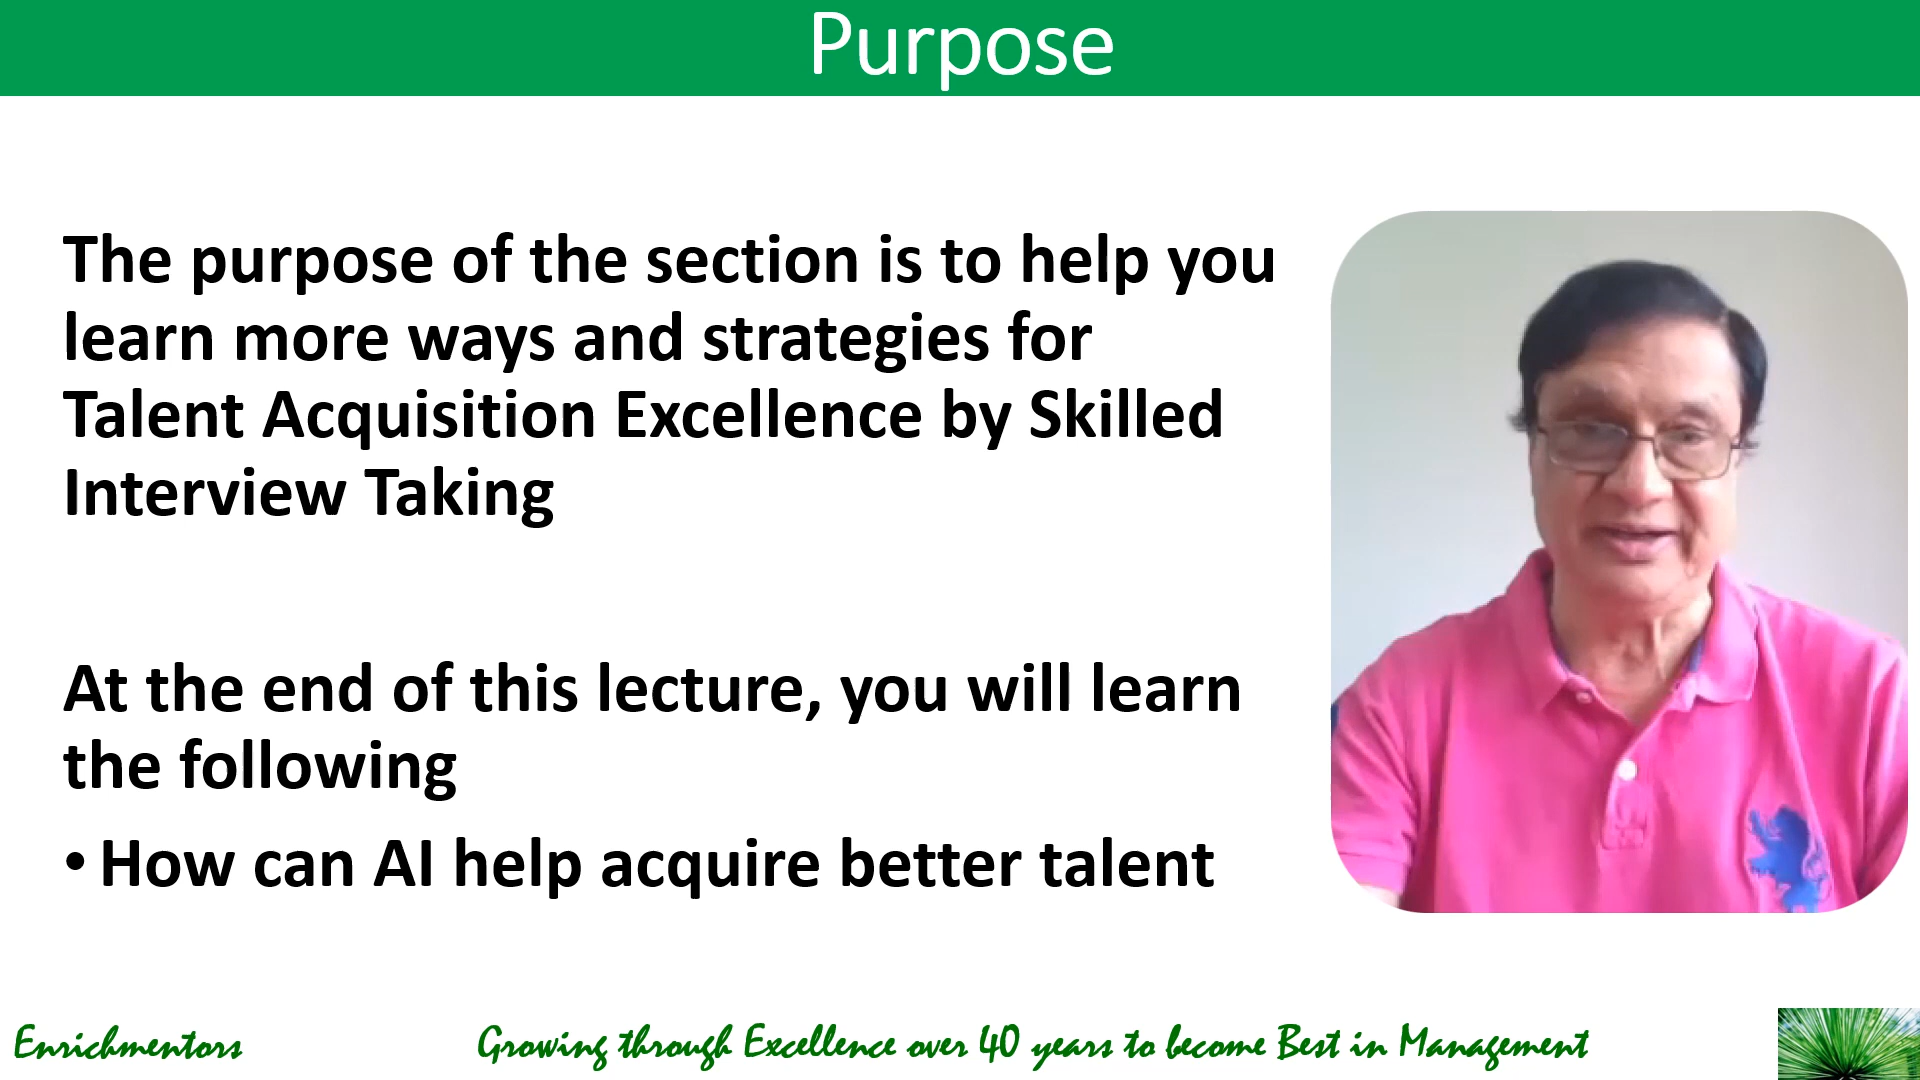 Purpose
The purpose of the section is to help you
learn more ways and strategies for
Talent Acquisition Excellence by Skilled
Interview Taking
At the end of this lecture, you will learn
the following
• How can AI help acquire better talent
Enrichmentors
Growing through Excellence over 40 years to become Best in Management